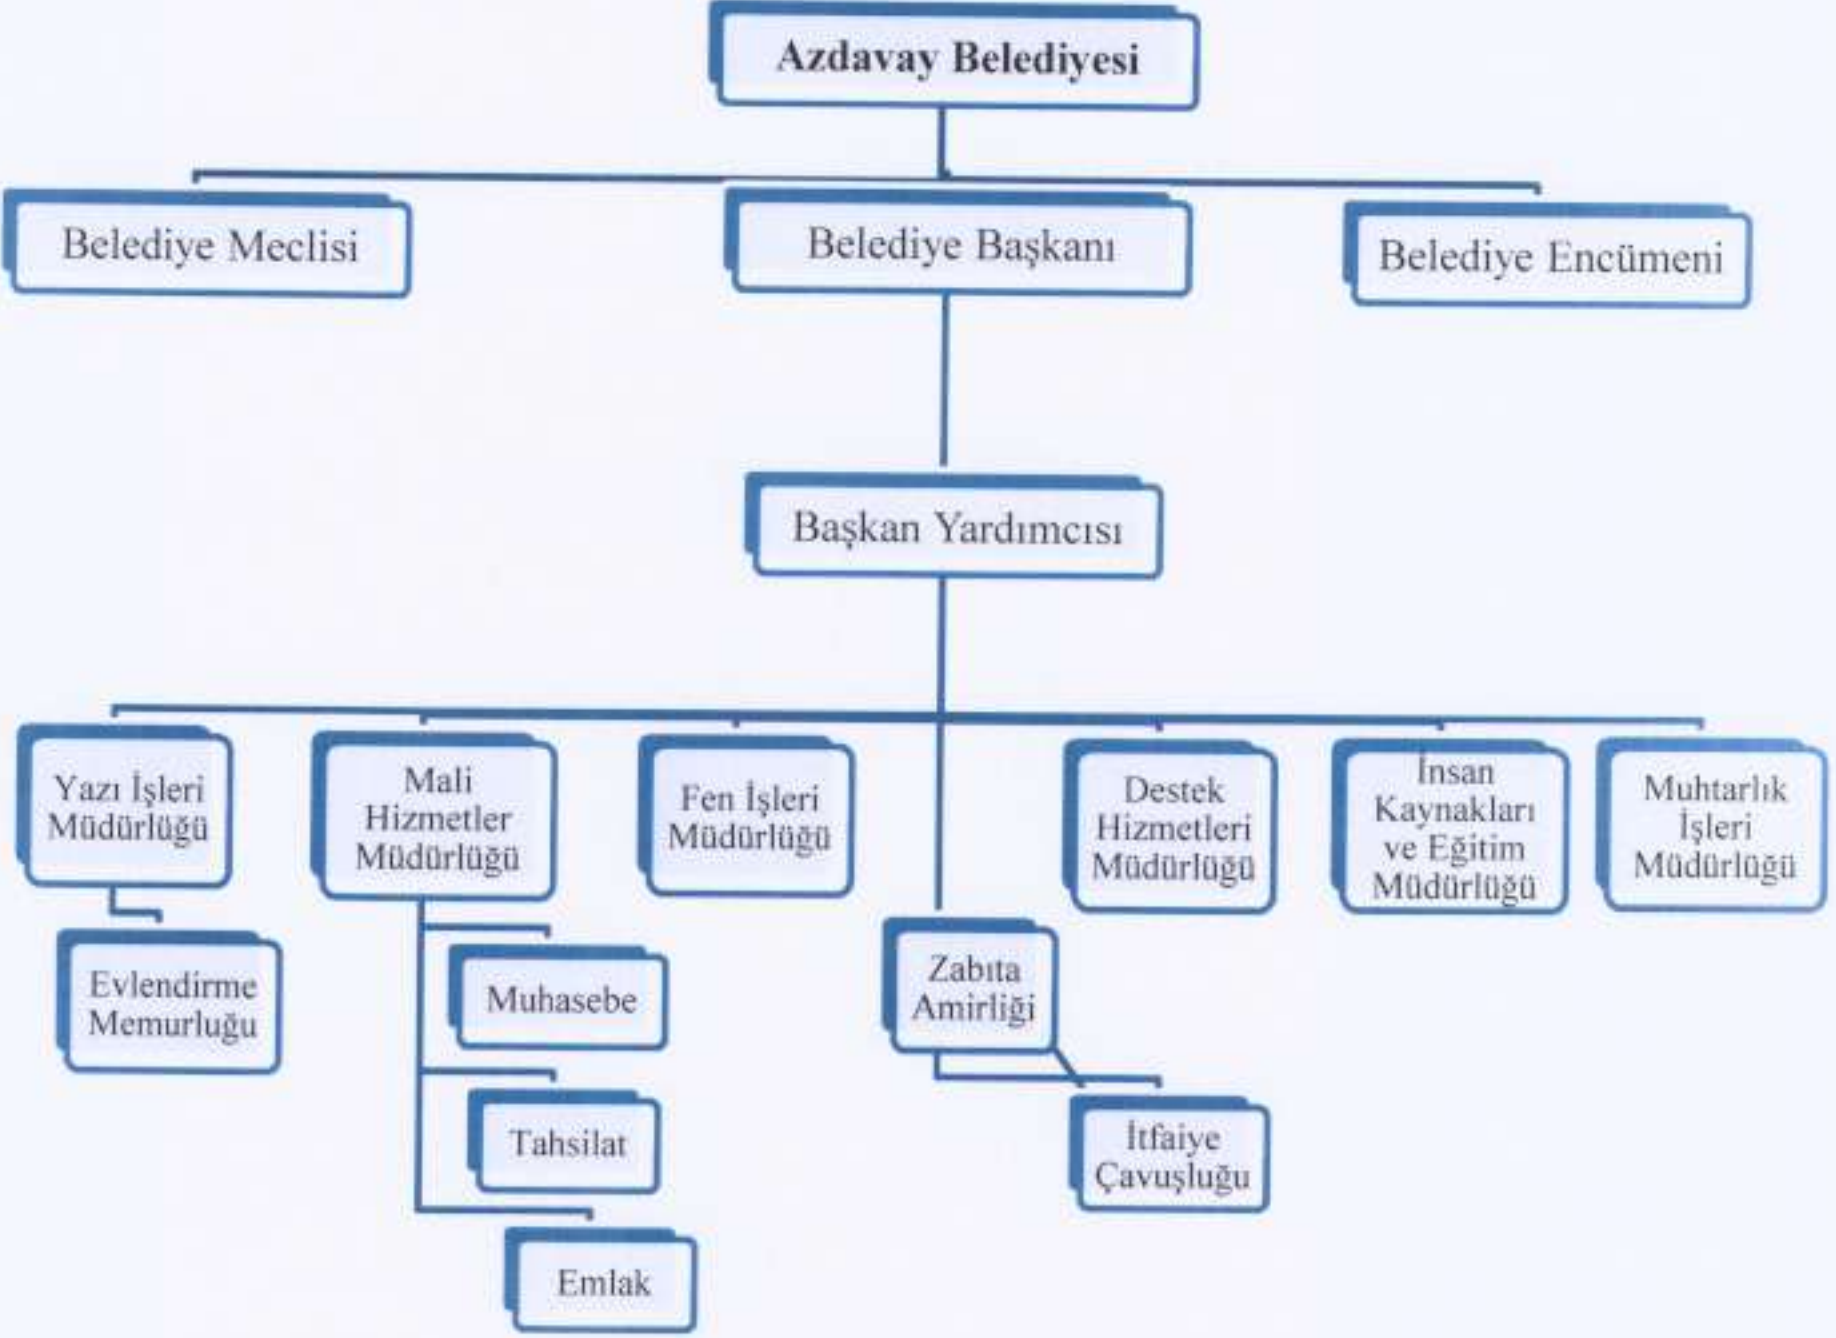 Azdavay Belediyesi
Belediye Meclisi
Belediye Başkanı
Belediye Encümeni
Başkan Yardımcısı
Yazı İşleri
Müdürlüğü
Mali
Hizmetler
Müdürlüğü
Fen İşleri
Müdürlüğü
Destek
Hizmetleri
Müdürlüğü
İnsan
Kaynakları
ve Eğitim
Müdürlüğü
Muhtarlık
İşleri
Müdürlüğü
Evlendirme
Memurluğu
Muhasebe
Tahsilat
Emlak
Zabıta
Amirliği
İtfaiye
Çavuşluğu